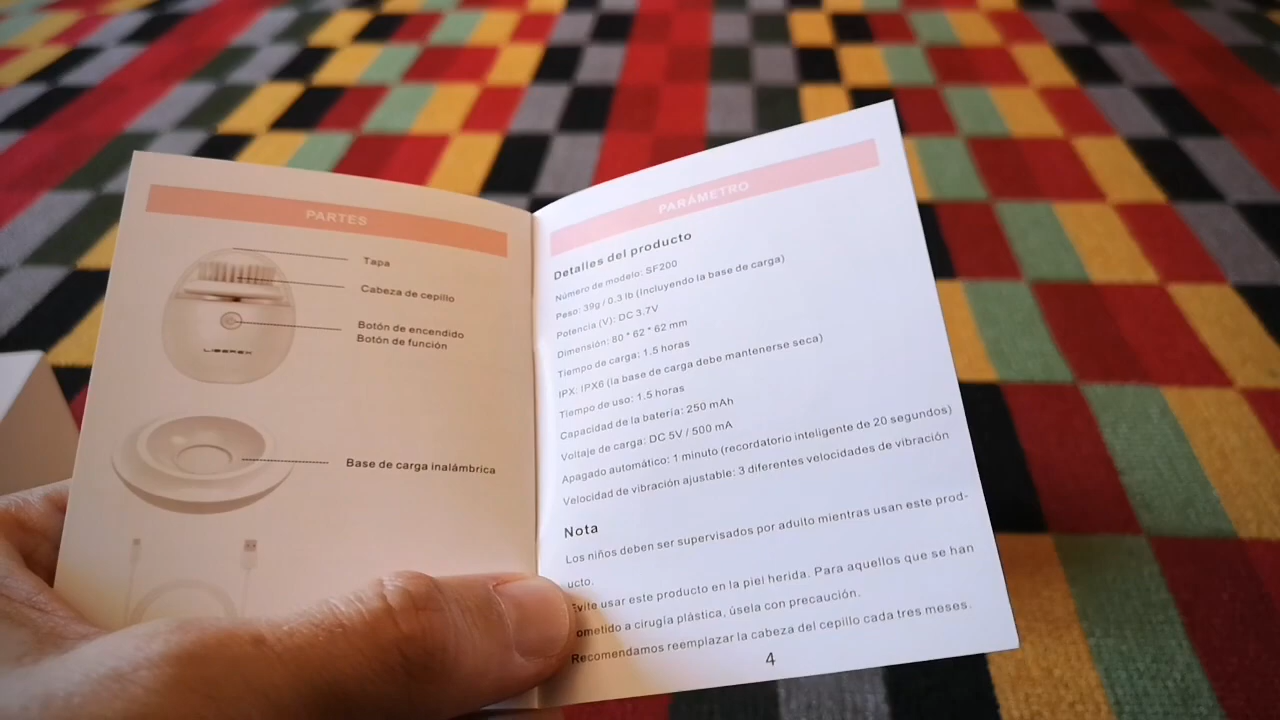 PARTES
Tapa
Cabeza de cepillo
Botón de encendido
Botón de función
LIBEREX
Base de carga inalámbrica
PARÁMETRO
Detalles del producto
Número de modelo: SF200
Peso: 39g / 0.3 lb (incluyendo la base de carga)
Potencia (V): DC 3.7V
Dimensión: 80 * 62 * 62 mm
Tiempo de carga: 1.5 horas
IPX: IPX6 (la base de carga debe mantenerse seca)
Tiempo de uso: 1.5 horas
Capacidad de la batería: 250 mAh
Voltaje de carga: DC 5V / 500 mA
Apagado automático: 1 minuto (recordatorio inteligente de 20 segundos)
Velocidad de vibración ajustable: 3 diferentes velocidades de vibración
Nota
Los niños deben ser supervisados por adulto mientras usan este prod-
ucto.
Evite usar este producto en la piel herida. Para aquellos que se han
ometido a cirugía plástica, úsela con precaución.
Recomendamos reemplazar la cabeza del cepillo cada tres meses.
4